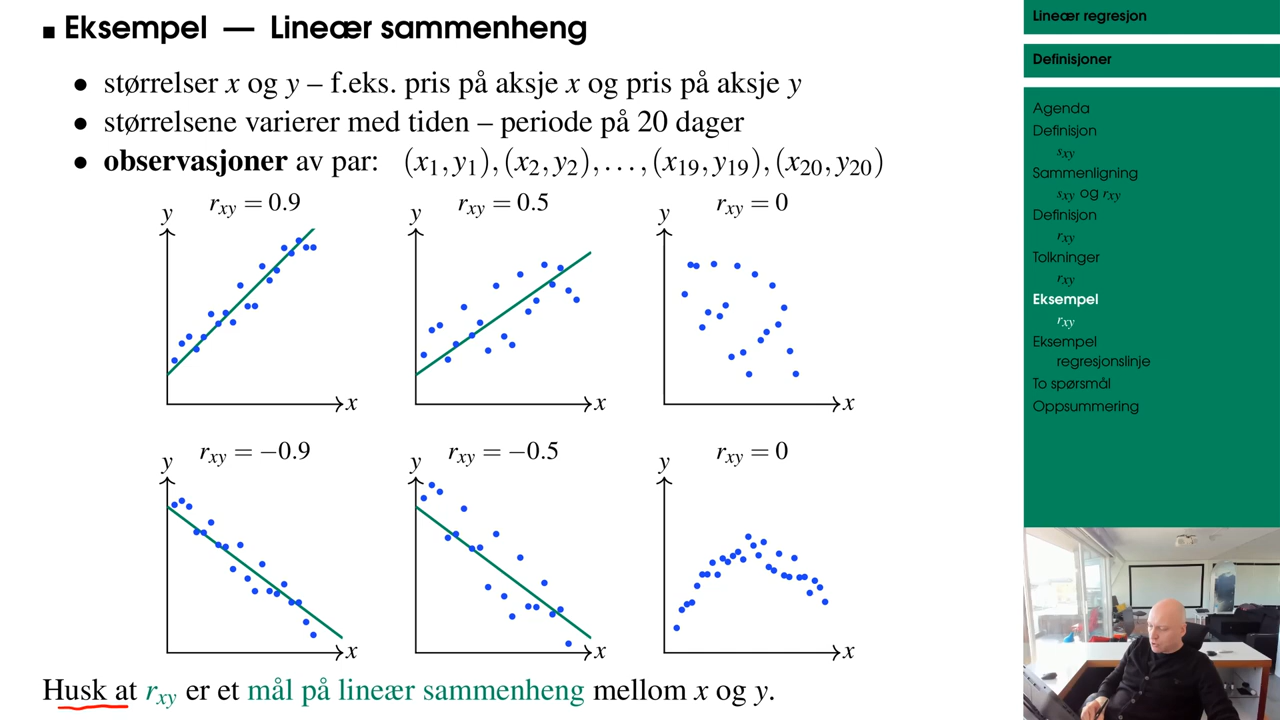 Eksempel — Lineær sammenheng
• størrelser x og y – f.eks. pris på aksje x og pris på aksje y
• størrelsene varierer med tiden – periode på 20 dager
• observasjoner av par: (x₁, y₁), (x₂, y₂), . . . , (x₁₉, y₁₉), (x₂₀, y₂₀)
rxy = 0.9
y
x
rxy = 0.5
y
x
rxy = 0
y
x
rxy = −0.9
y
x
rxy = −0.5
y
x
rxy = 0
y
x
Husk at rxy er et mål på lineær sammenheng mellom x og y.
Lineær regresjon
Definisjoner
Agenda
Definisjon
sxy
Sammenligning
sxy og rxy
Definisjon
rxy
Tolkninger
rxy
Eksempel
rxy
Eksempel
regresjonslinje
To spørsmål
Oppsummering